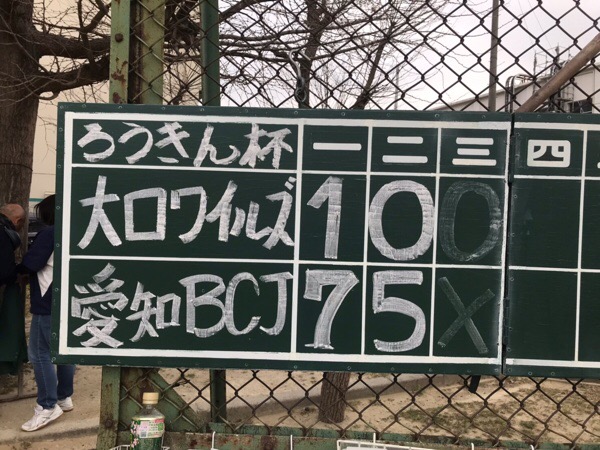 ろうきん杯 一 二 三 四
大口ワイルズ 1 0 0
愛知BCJ 7 5 X